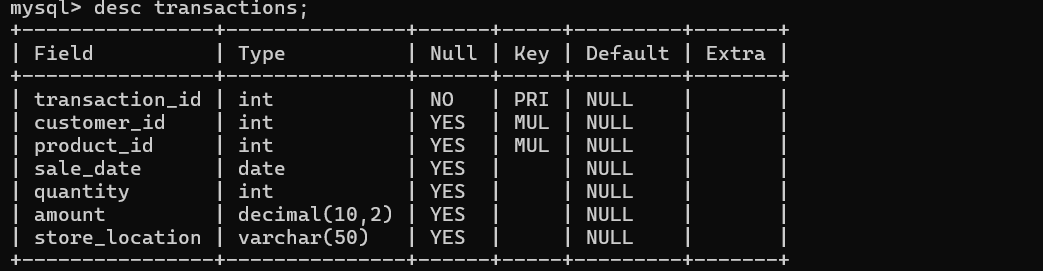 mysql> desc transactions;
+------------------+---------------+------+-----+---------+-------+
| Field            | Type          | Null | Key | Default | Extra |
+------------------+---------------+------+-----+---------+-------+
| transaction_id | int           | NO   | PRI | NULL    |       |
| customer_id    | int           | YES  | MUL | NULL    |       |
| product_id     | int           | YES  | MUL | NULL    |       |
| sale_date      | date          | YES  |     | NULL    |       |
| quantity       | int           | YES  |     | NULL    |       |
| amount         | decimal(10,2) | YES  |     | NULL    |       |
| store_location | varchar(50)   | YES  |     | NULL    |       |
+----------------+---------------+------+-----+---------+-------+